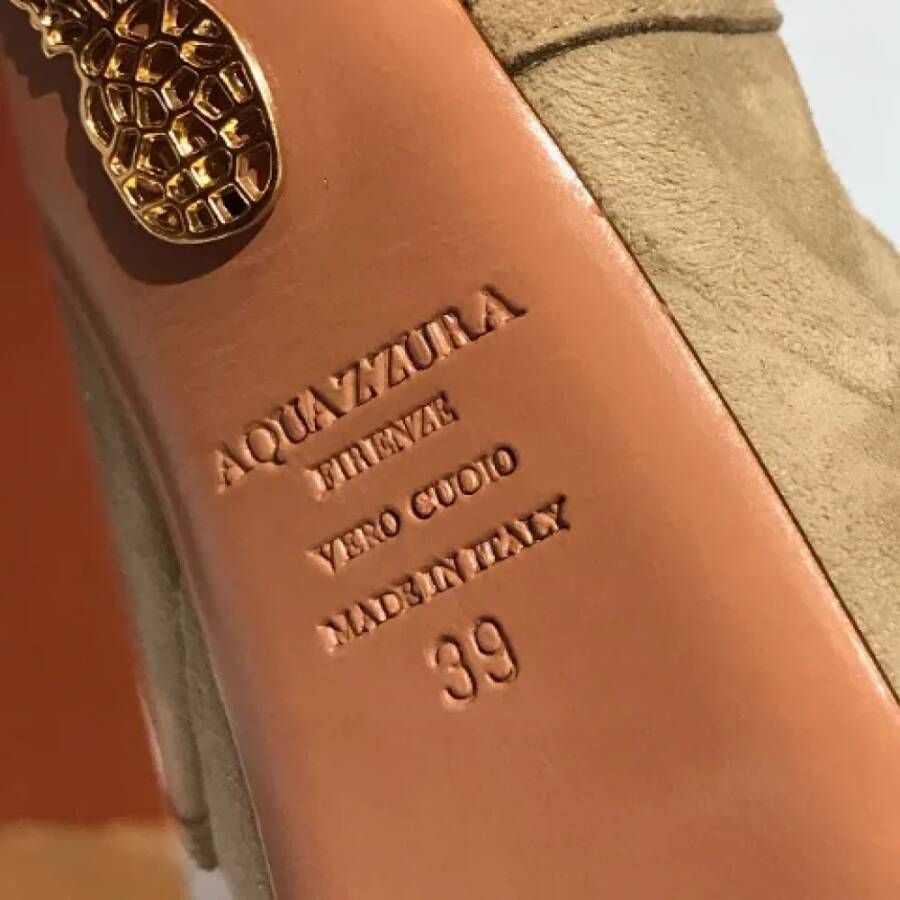 AQUAZZURA
FIRENZE
VERO CUOIO
MADE IN ITALY
39